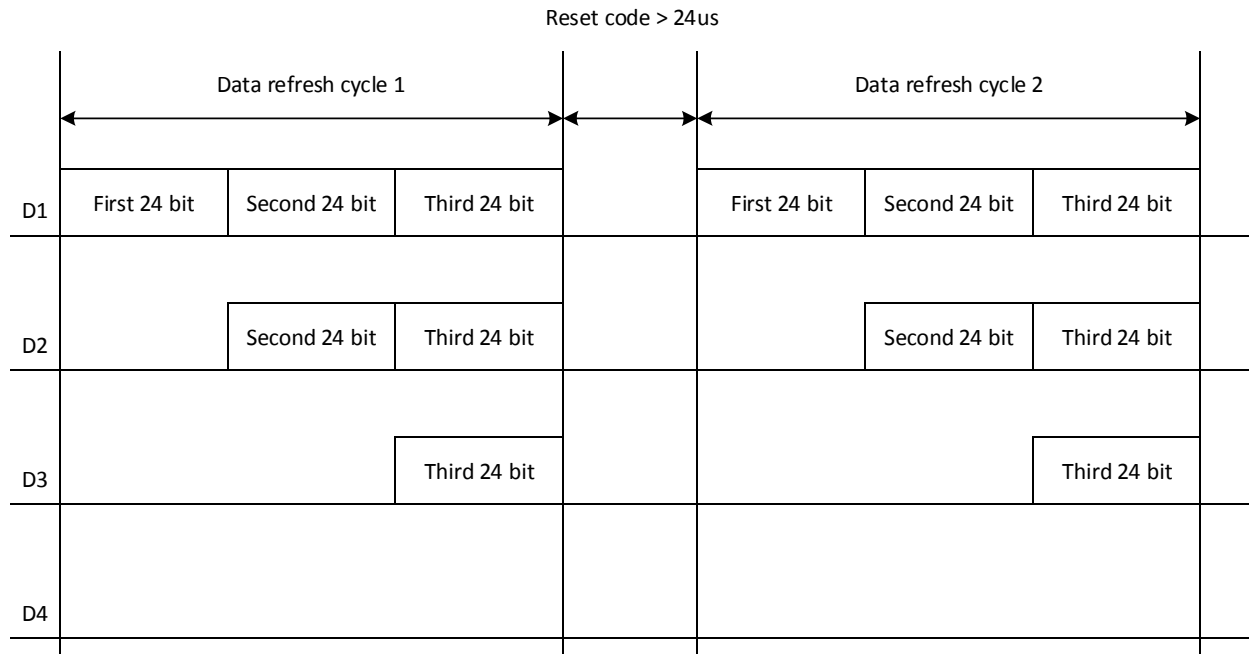 Reset code > 24us
Data refresh cycle 1
Data refresh cycle 2
D1
First 24 bit
Second 24 bit
Third 24 bit
First 24 bit
Second 24 bit
Third 24 bit
D2
Second 24 bit
Third 24 bit
Second 24 bit
Third 24 bit
D3
Third 24 bit
Third 24 bit
D4